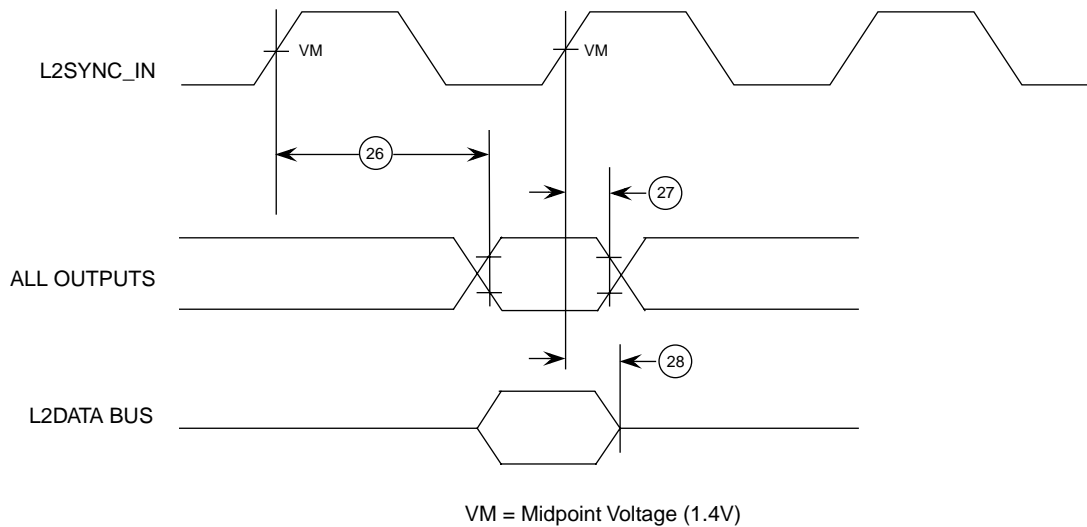 L2SYNC_IN
VM
VM
26
27
ALL OUTPUTS
28
L2DATA BUS
VM = Midpoint Voltage (1.4V)